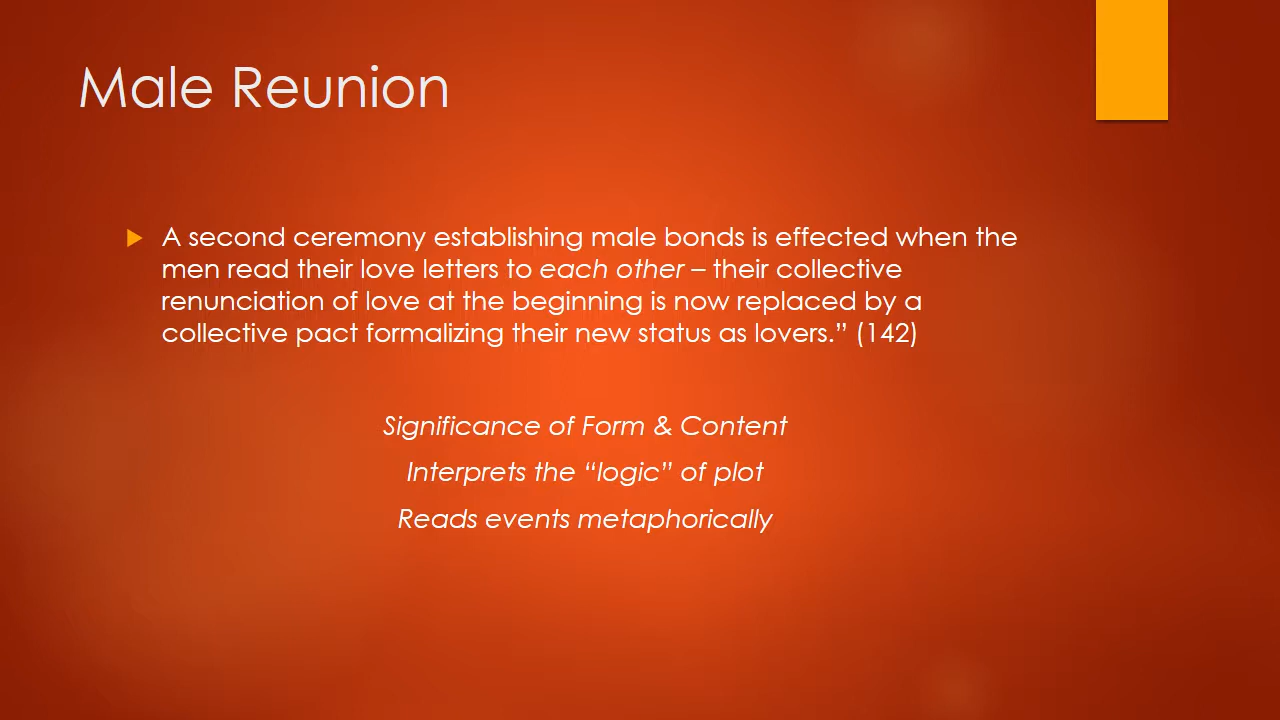 Male Reunion
A second ceremony establishing male bonds is effected when the
men read their love letters to each other – their collective
renunciation of love at the beginning is now replaced by a
collective pact formalizing their new status as lovers.” (142)
Significance of Form & Content
Interprets the “logic” of plot
Reads events metaphorically